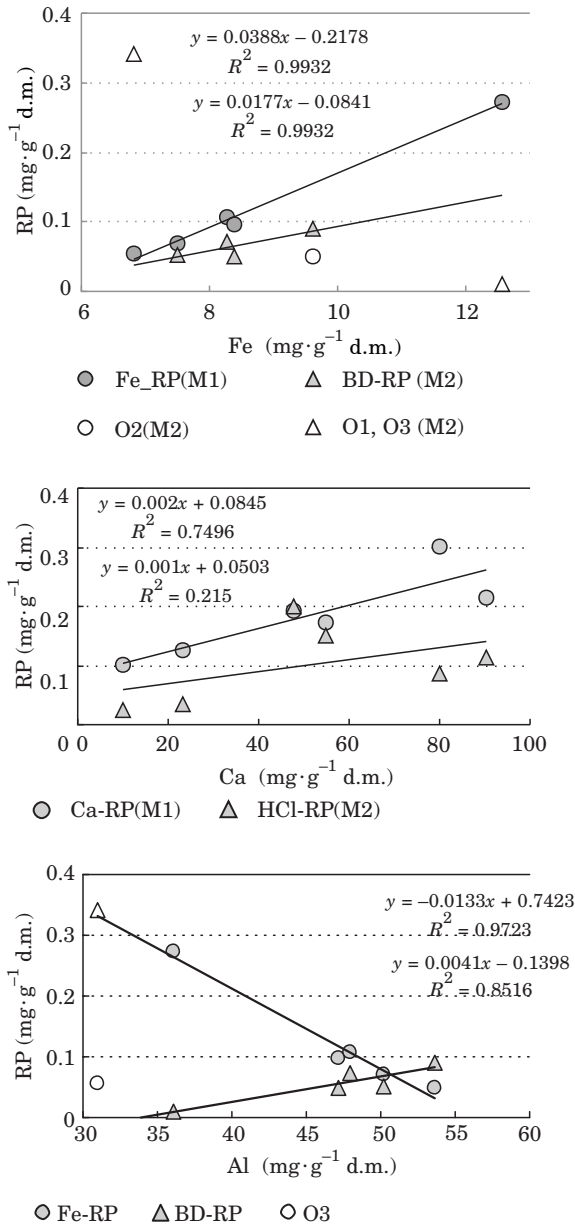 0.4
y = 0.0388x – 0.2178
R² = 0.9932
0.3
y = 0.0177x – 0.0841
R² = 0.9932
0.2
0.1
0
RP (mg·g⁻¹ d.m.)
6 8 10 12
Fe (mg·g⁻¹ d.m.)
Fe_RP(M1) BD-RP (M2)
O2(M2) O1, O3 (M2)
0.4
y = 0.002x + 0.0845
R² = 0.7496
0.3
y = 0.001x + 0.0503
R² = 0.215
0.2
0.1
RP (mg·g⁻¹ d.m.)
0 0 20 40 60 80 100
Ca (mg·g⁻¹ d.m.)
Ca-RP(M1) HCl-RP(M2)
0.4
y = –0.0133x + 0.7423
R² = 0.9723
0.3
y = 0.0041x – 0.1398
R² = 0.8516
0.2
0.1
0
RP (mg·g⁻¹ d.m.)
30 35 40 45 50 55 60
Al (mg·g⁻¹ d.m.)
Fe-RP BD-RP O3